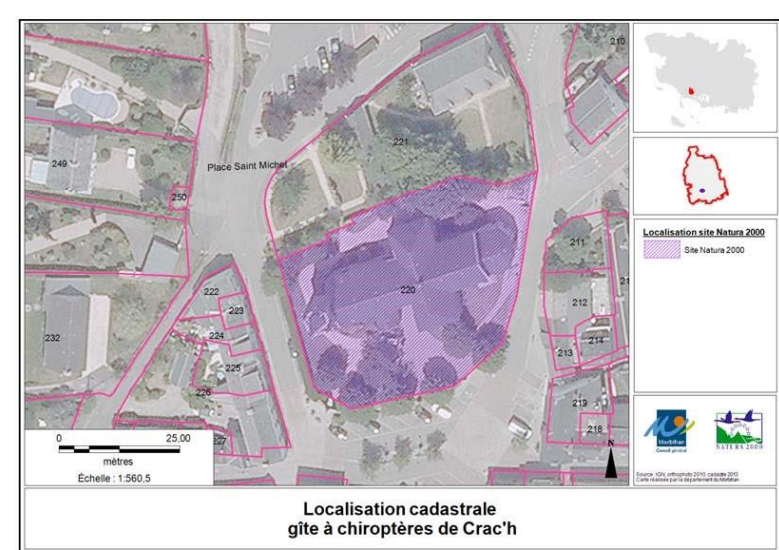 210
221
249
Place Saint Michel
250
211
222
220
212
223
232
224
214
213
225
226
219
227
218
0 25,00
mètres
Échelle : 1:560,5
N
Localisation site Natura 2000
Site Natura 2000
Morbihan
Conseil général
NATURA 2000
Source : IGN, orthophoto 2010, cadastre 2010
Carte réalisée par le département du Morbihan
Localisation cadastrale
gîte à chiroptères de Crac'h